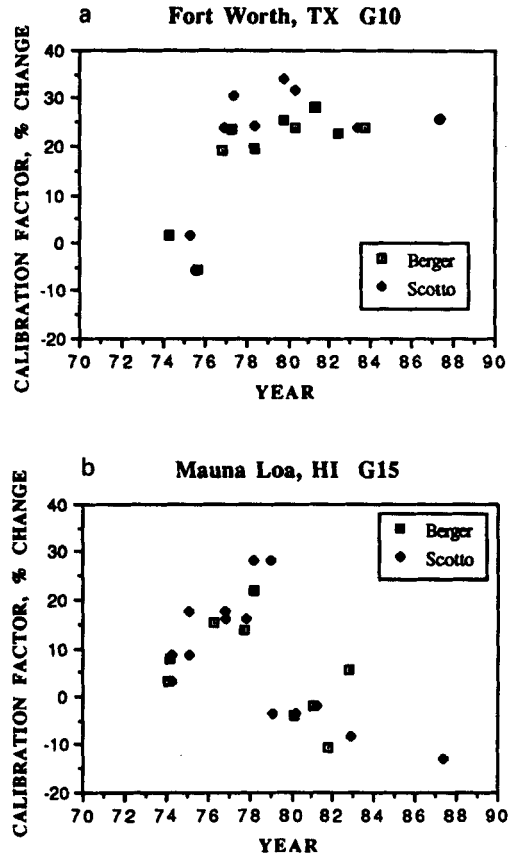 a
Fort Worth, TX G10
CALIBRATION FACTOR, % CHANGE
40
30
20
10
0
-10
-20
Berger
Scotto
70 72 74 76 78 80 82 84 86 88 90
YEAR
b
Mauna Loa, HI G15
CALIBRATION FACTOR, % CHANGE
40
30
20
10
0
-10
-20
Berger
Scotto
70 72 74 76 78 80 82 84 86 88 90
YEAR